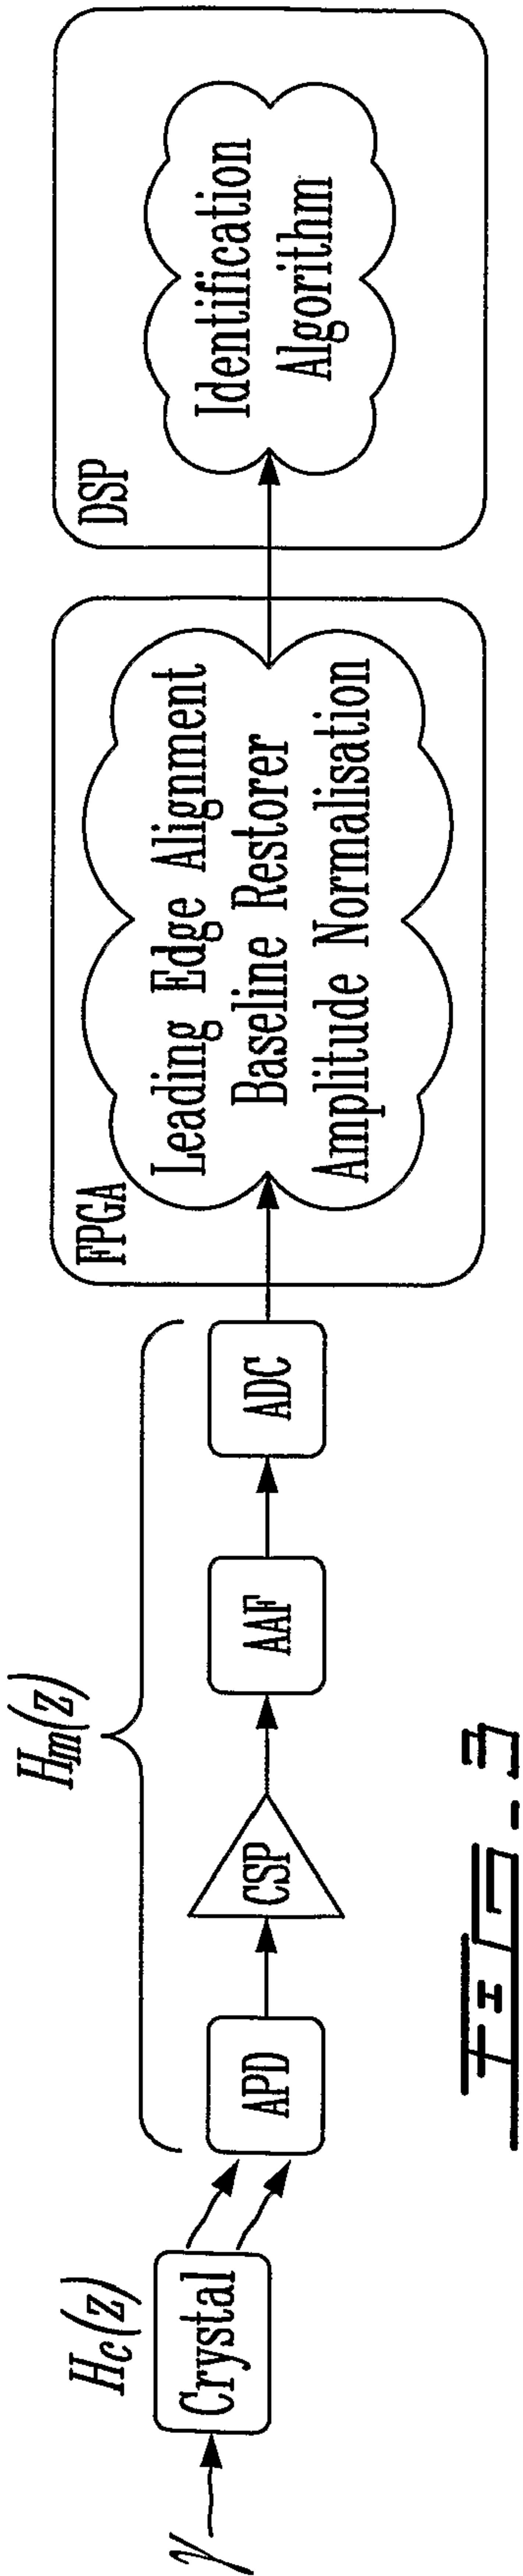 γ
Hc(z)
Crystal
Hm(z)
APD
CSP
AAF
ADC
FPGA
Leading Edge Alignment
Baseline Restorer
Amplitude Normalisation
DSP
Identification
Algorithm
FIG. 3